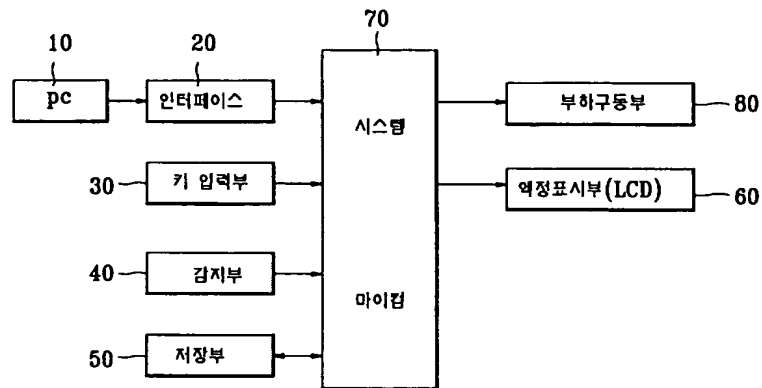 10
20
70
pc
인터페이스
시스템
부하구동부
80
30
키 입력부
액정표시부(LCD)
60
40
감지부
마이컴
50
저장부